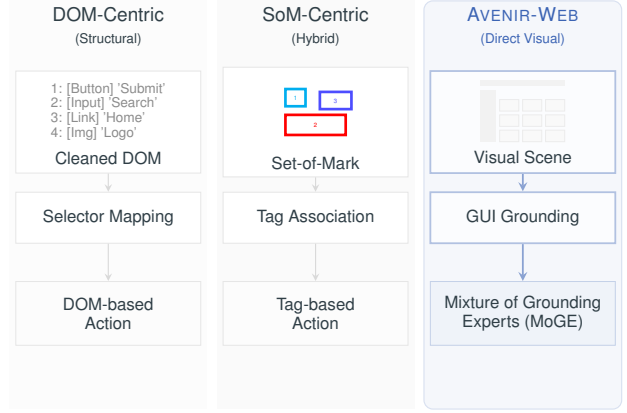 DOM-Centric
(Structural)
1: [Button] 'Submit'
2: [Input] 'Search'
3: [Link] 'Home'
4: [Img] 'Logo'
Cleaned DOM
Selector Mapping
DOM-based
Action
SoM-Centric
(Hybrid)
1
3
2
Set-of-Mark
Tag Association
Tag-based
Action
AVENIR-WEB
(Direct Visual)
Visual Scene
GUI Grounding
Mixture of Grounding
Experts (MoGE)